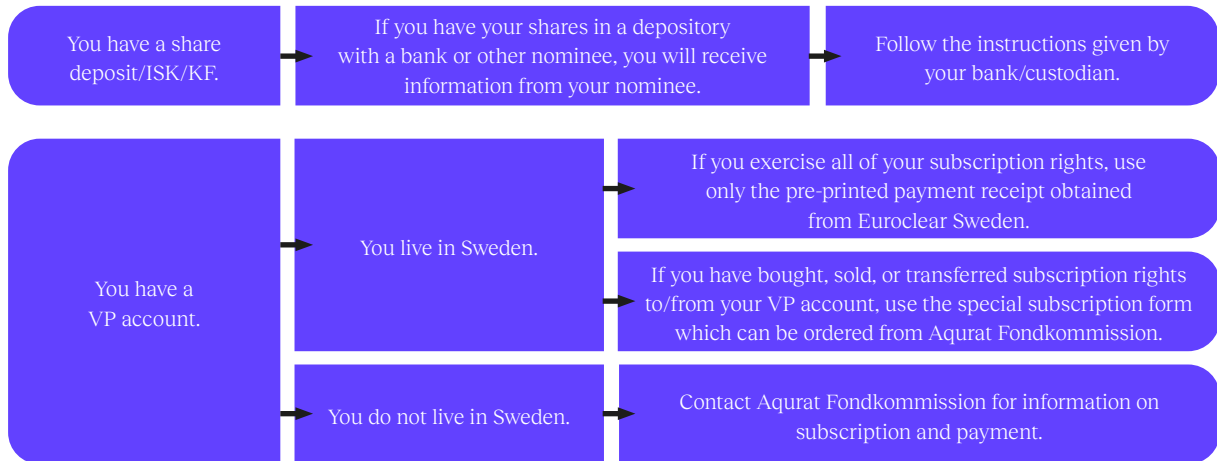 You have a share
deposit/ISK/KF.
If you have your shares in a depository
with a bank or other nominee, you will receive
information from your nominee.
Follow the instructions given by
your bank/custodian.
You have a
VP account.
You live in Sweden.
If you exercise all of your subscription rights, use
only the pre-printed payment receipt obtained
from Euroclear Sweden.
If you have bought, sold, or transferred subscription rights
to/from your VP account, use the special subscription form
which can be ordered from Aqurat Fondkommission.
You do not live in Sweden.
Contact Aqurat Fondkommission for information on
subscription and payment.